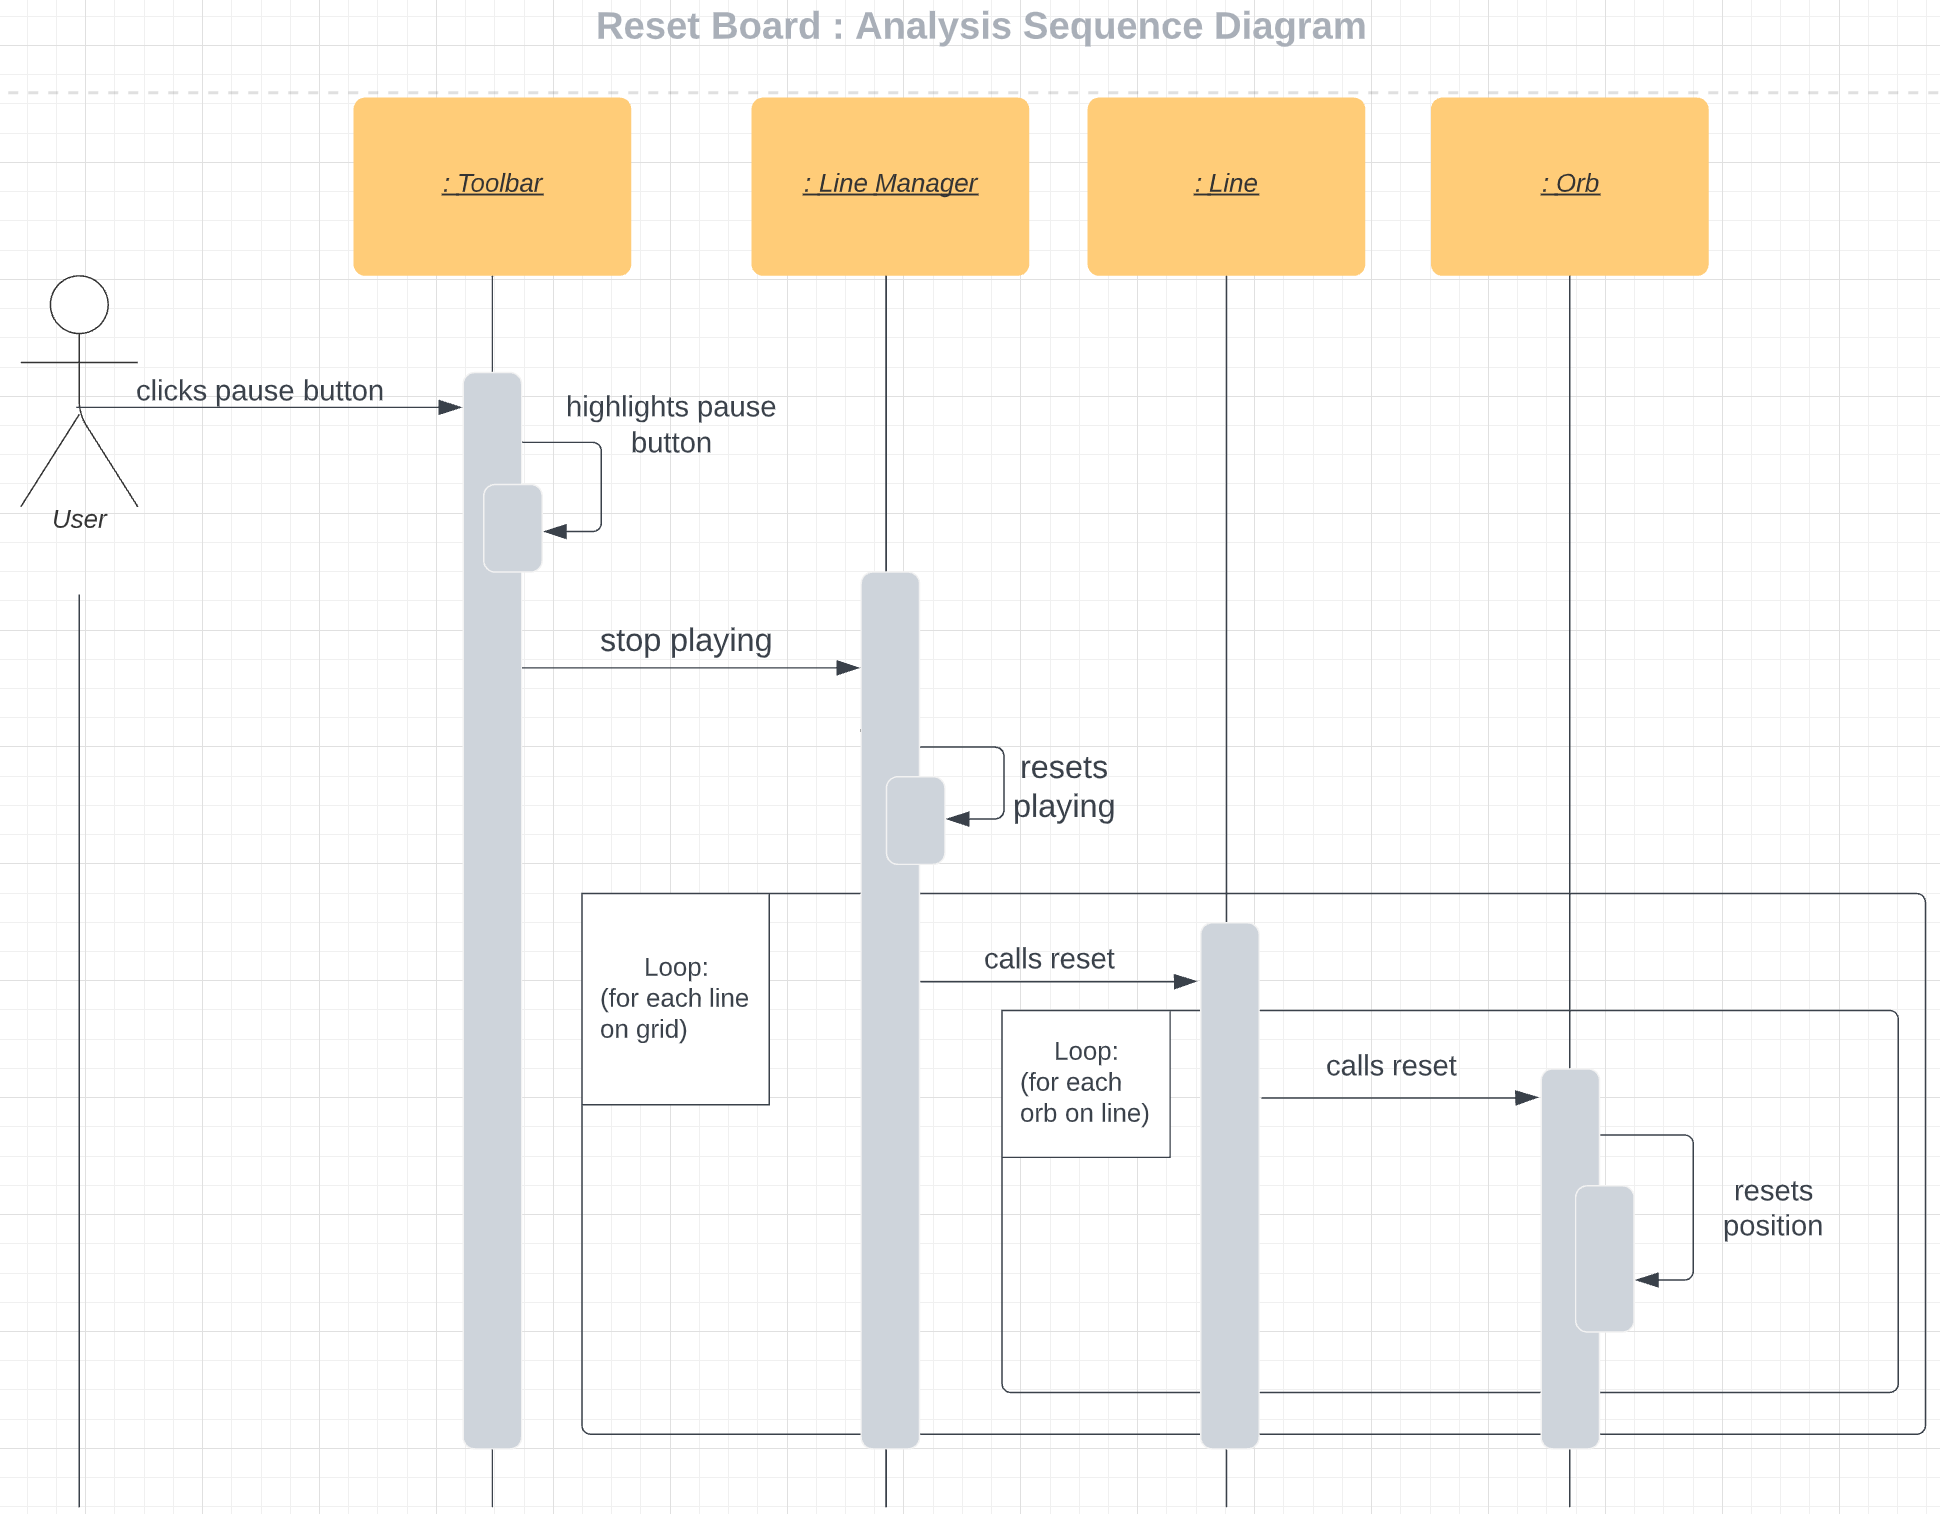 Reset Board : Analysis Sequence Diagram
: Toolbar
: Line Manager
: Line
: Orb
clicks pause button
highlights pause
button
User
stop playing
resets
playing
calls reset
Loop:
(for each line
on grid)
Loop:
(for each
orb on line)
calls reset
resets
position